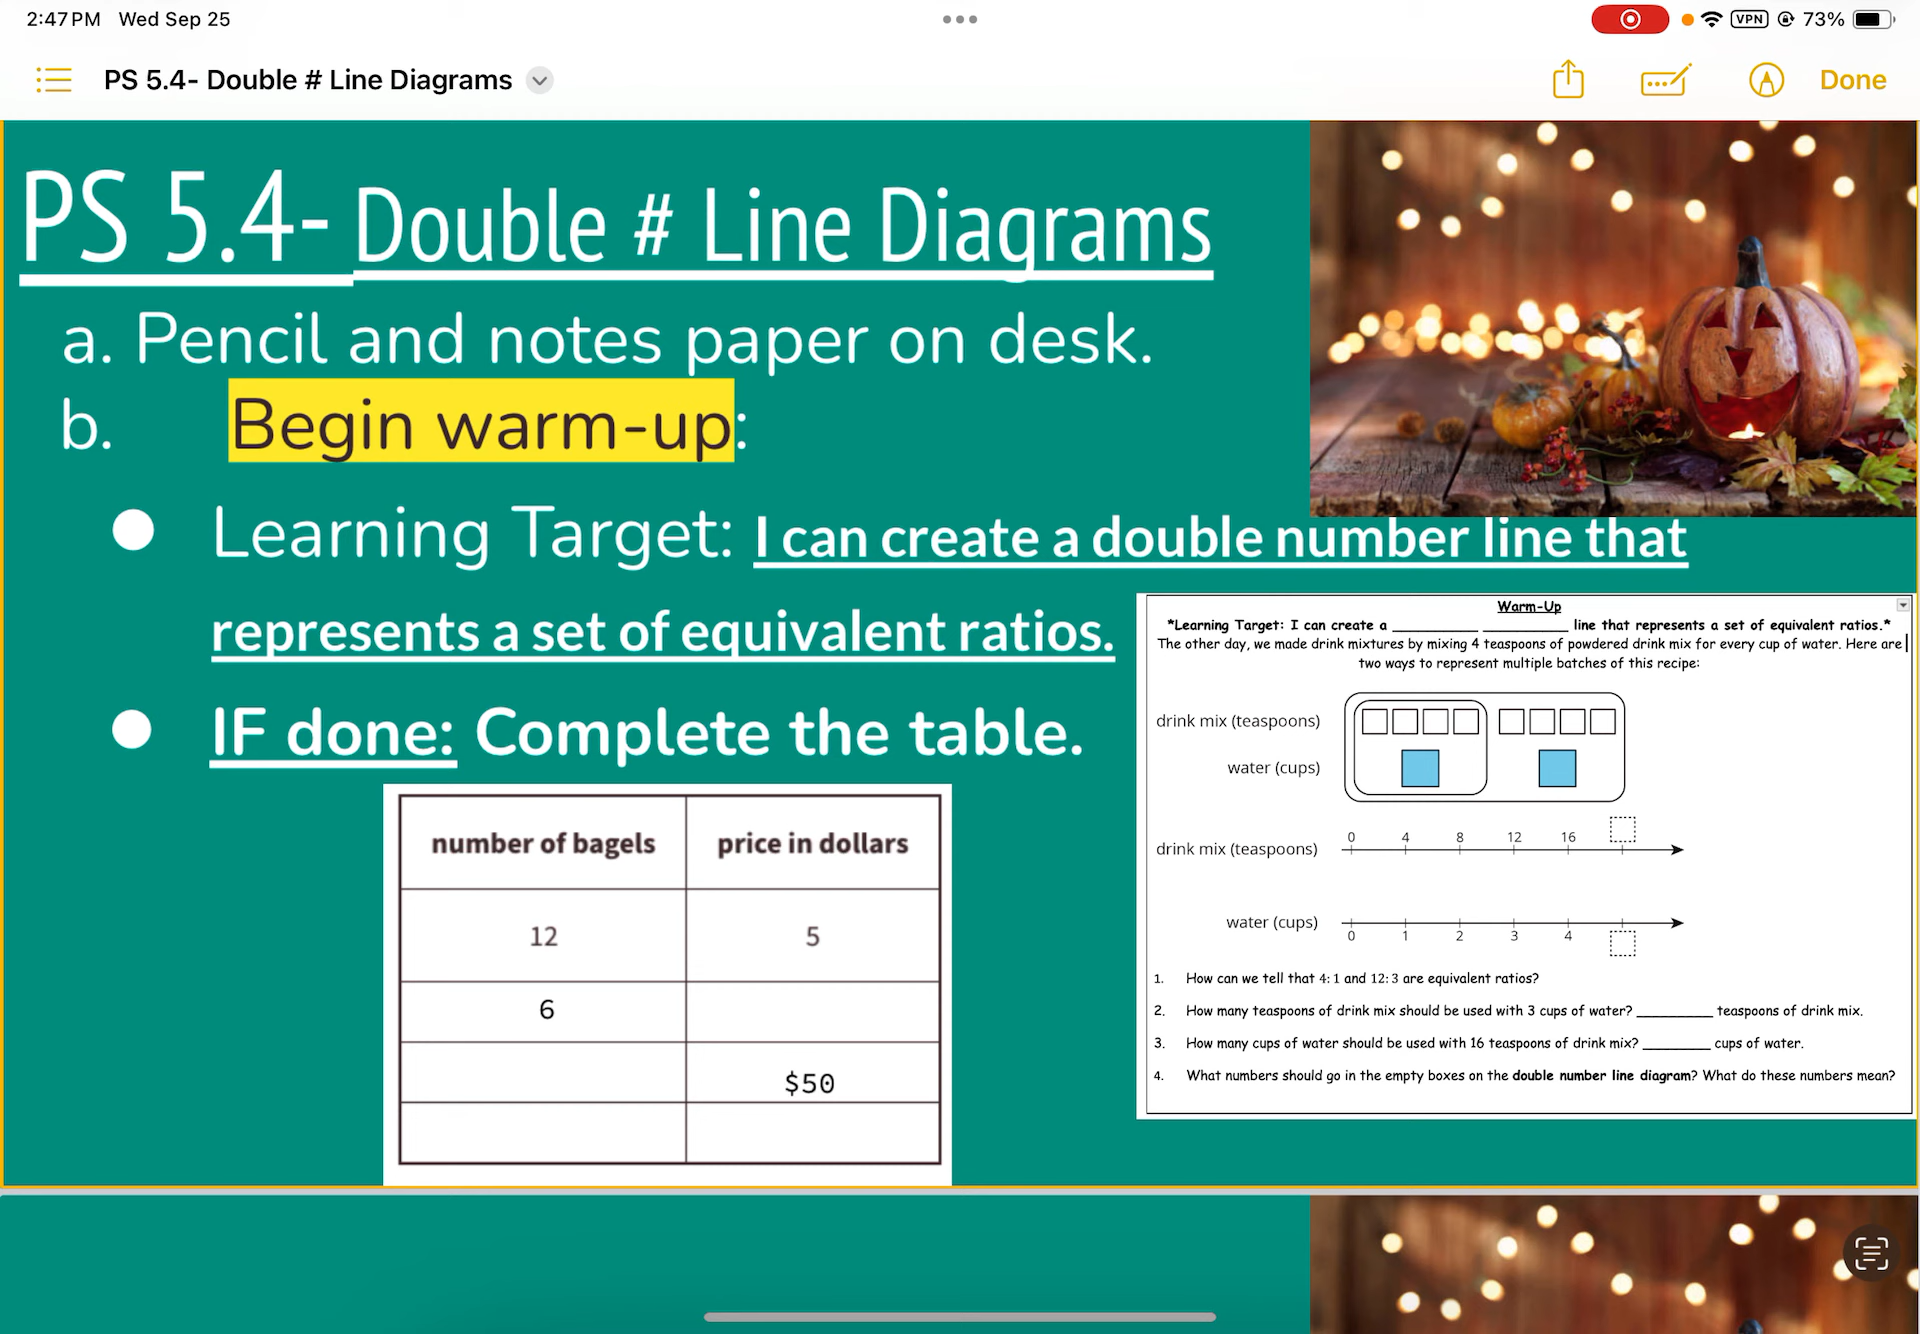 2:47 PM Wed Sep 25
VPN 73%
PS 5.4- Double # Line Diagrams
Done
PS 5.4- Double # Line Diagrams
a. Pencil and notes paper on desk.
b. Begin warm-up:
Learning Target: I can create a double number line that
represents a set of equivalent ratios.
IF done: Complete the table.
number of bagels price in dollars
12 5
6
$50
Warm-Up
*Learning Target: I can create a __________ __________ line that represents a set of equivalent ratios.*
The other day, we made drink mixtures by mixing 4 teaspoons of powdered drink mix for every cup of water. Here are
two ways to represent multiple batches of this recipe:
drink mix (teaspoons)
water (cups)
0 4 8 12 16
drink mix (teaspoons)
water (cups)
0 1 2 3 4
1. How can we tell that 4:1 and 12:3 are equivalent ratios?
2. How many teaspoons of drink mix should be used with 3 cups of water? _________ teaspoons of drink mix.
3. How many cups of water should be used with 16 teaspoons of drink mix? ________ cups of water.
4. What numbers should go in the empty boxes on the double number line diagram? What do these numbers mean?